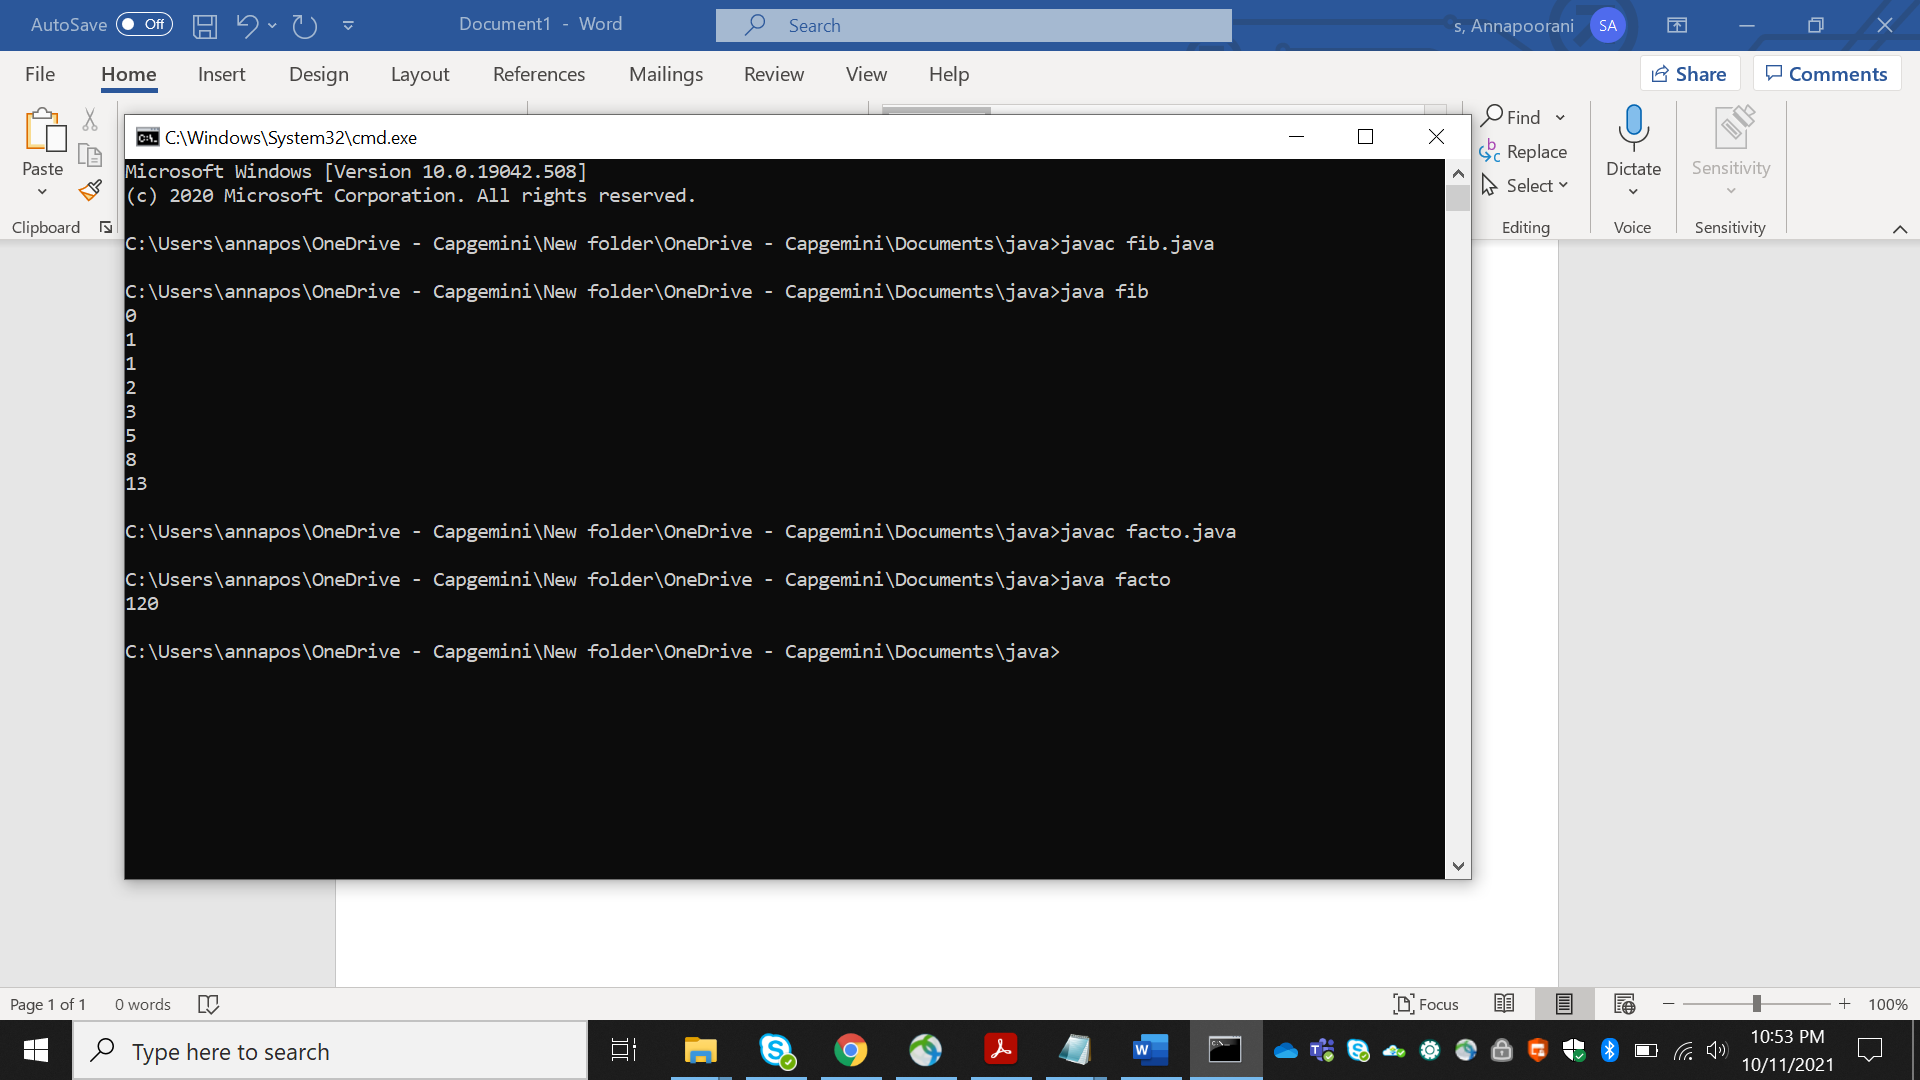 AutoSave Off Document1 - Word Search s, Annapoorani SA
File Home Insert Design Layout References Mailings Review View Help Share Comments
Paste
Clipboard
Find
Replace
Select
Editing
Dictate
Voice
Sensitivity
Sensitivity
C:\Windows\System32\cmd.exe
Microsoft Windows [Version 10.0.19042.508]
(c) 2020 Microsoft Corporation. All rights reserved.
C:\Users\annapos\OneDrive - Capgemini\New folder\OneDrive - Capgemini\Documents\java>javac fib.java
C:\Users\annapos\OneDrive - Capgemini\New folder\OneDrive - Capgemini\Documents\java>java fib
0
1
1
2
3
5
8
13
C:\Users\annapos\OneDrive - Capgemini\New folder\OneDrive - Capgemini\Documents\java>javac facto.java
C:\Users\annapos\OneDrive - Capgemini\New folder\OneDrive - Capgemini\Documents\java>java facto
120
C:\Users\annapos\OneDrive - Capgemini\New folder\OneDrive - Capgemini\Documents\java>
Page 1 of 1 0 words Focus 100%
Type here to search
10:53 PM
10/11/2021